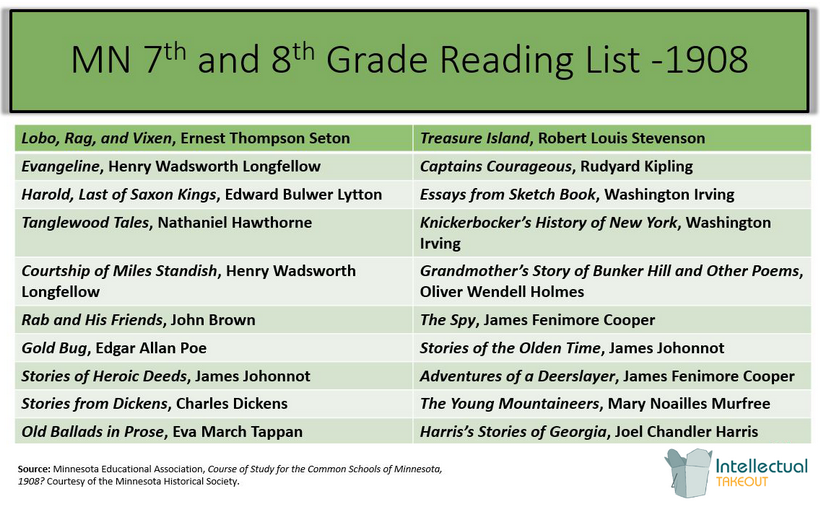 MN 7th and 8th Grade Reading List -1908
Lobo, Rag, and Vixen, Ernest Thompson Seton
Treasure Island, Robert Louis Stevenson
Evangeline, Henry Wadsworth Longfellow
Captains Courageous, Rudyard Kipling
Harold, Last of Saxon Kings, Edward Bulwer Lytton
Essays from Sketch Book, Washington Irving
Tanglewood Tales, Nathaniel Hawthorne
Knickerbocker’s History of New York, Washington
Irving
Courtship of Miles Standish, Henry Wadsworth
Longfellow
Grandmother’s Story of Bunker Hill and Other Poems,
Oliver Wendell Holmes
Rab and His Friends, John Brown
The Spy, James Fenimore Cooper
Gold Bug, Edgar Allan Poe
Stories of the Olden Time, James Johonnot
Stories of Heroic Deeds, James Johonnot
Adventures of a Deerslayer, James Fenimore Cooper
Stories from Dickens, Charles Dickens
The Young Mountaineers, Mary Noailles Murfree
Old Ballads in Prose, Eva March Tappan
Harris’s Stories of Georgia, Joel Chandler Harris
Source: Minnesota Educational Association, Course of Study for the Common Schools of Minnesota,
1908? Courtesy of the Minnesota Historical Society.
Intellectual
TAKEOUT